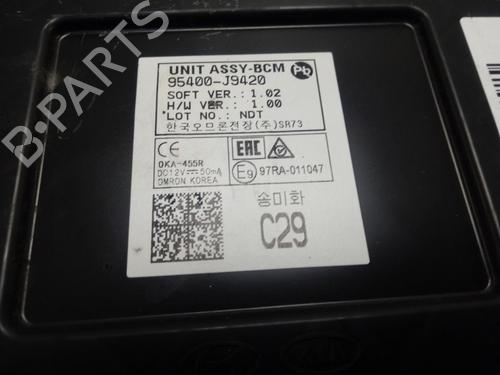 UNIT ASSY-BCM
Pb
95400-J9420
SOFT VER.: 1.02
H/W VER.: 1.00
LOT NO.: NDT
한국오므론전장(주)SR73
OKA-455R
DC12V 50mA
OMRON KOREA
EAC
E9 97RA-011047
송미화
C29
B-PARTS